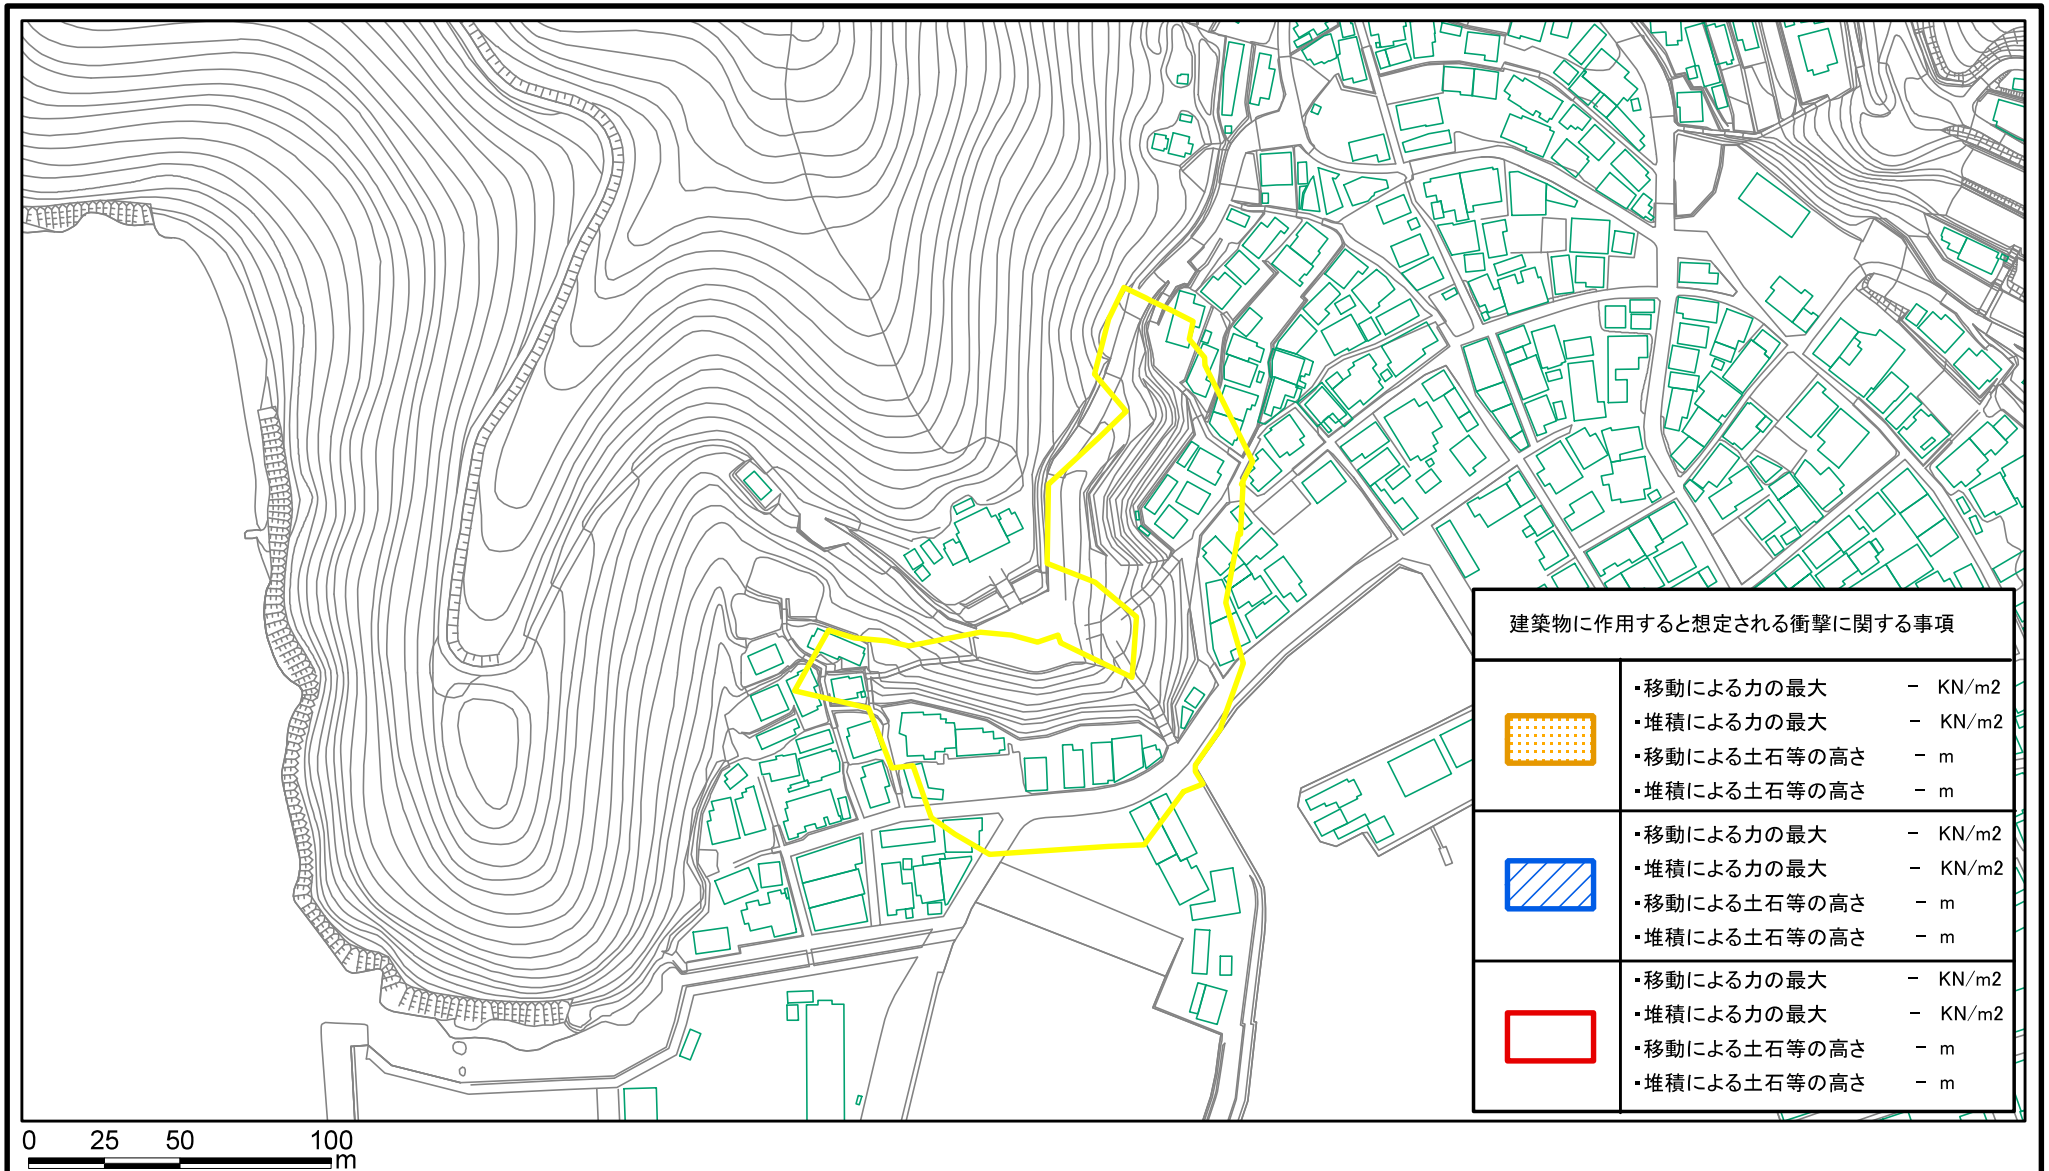 建築物に作用すると想定される衝撃に関する事項
・移動による力の最大 － KN/m2
・堆積による力の最大 － KN/m2
・移動による土石等の高さ － m
・堆積による土石等の高さ － m
・移動による力の最大 － KN/m2
・堆積による力の最大 － KN/m2
・移動による土石等の高さ － m
・堆積による土石等の高さ － m
・移動による力の最大 － KN/m2
・堆積による力の最大 － KN/m2
・移動による土石等の高さ － m
・堆積による土石等の高さ － m
0 25 50 100
m